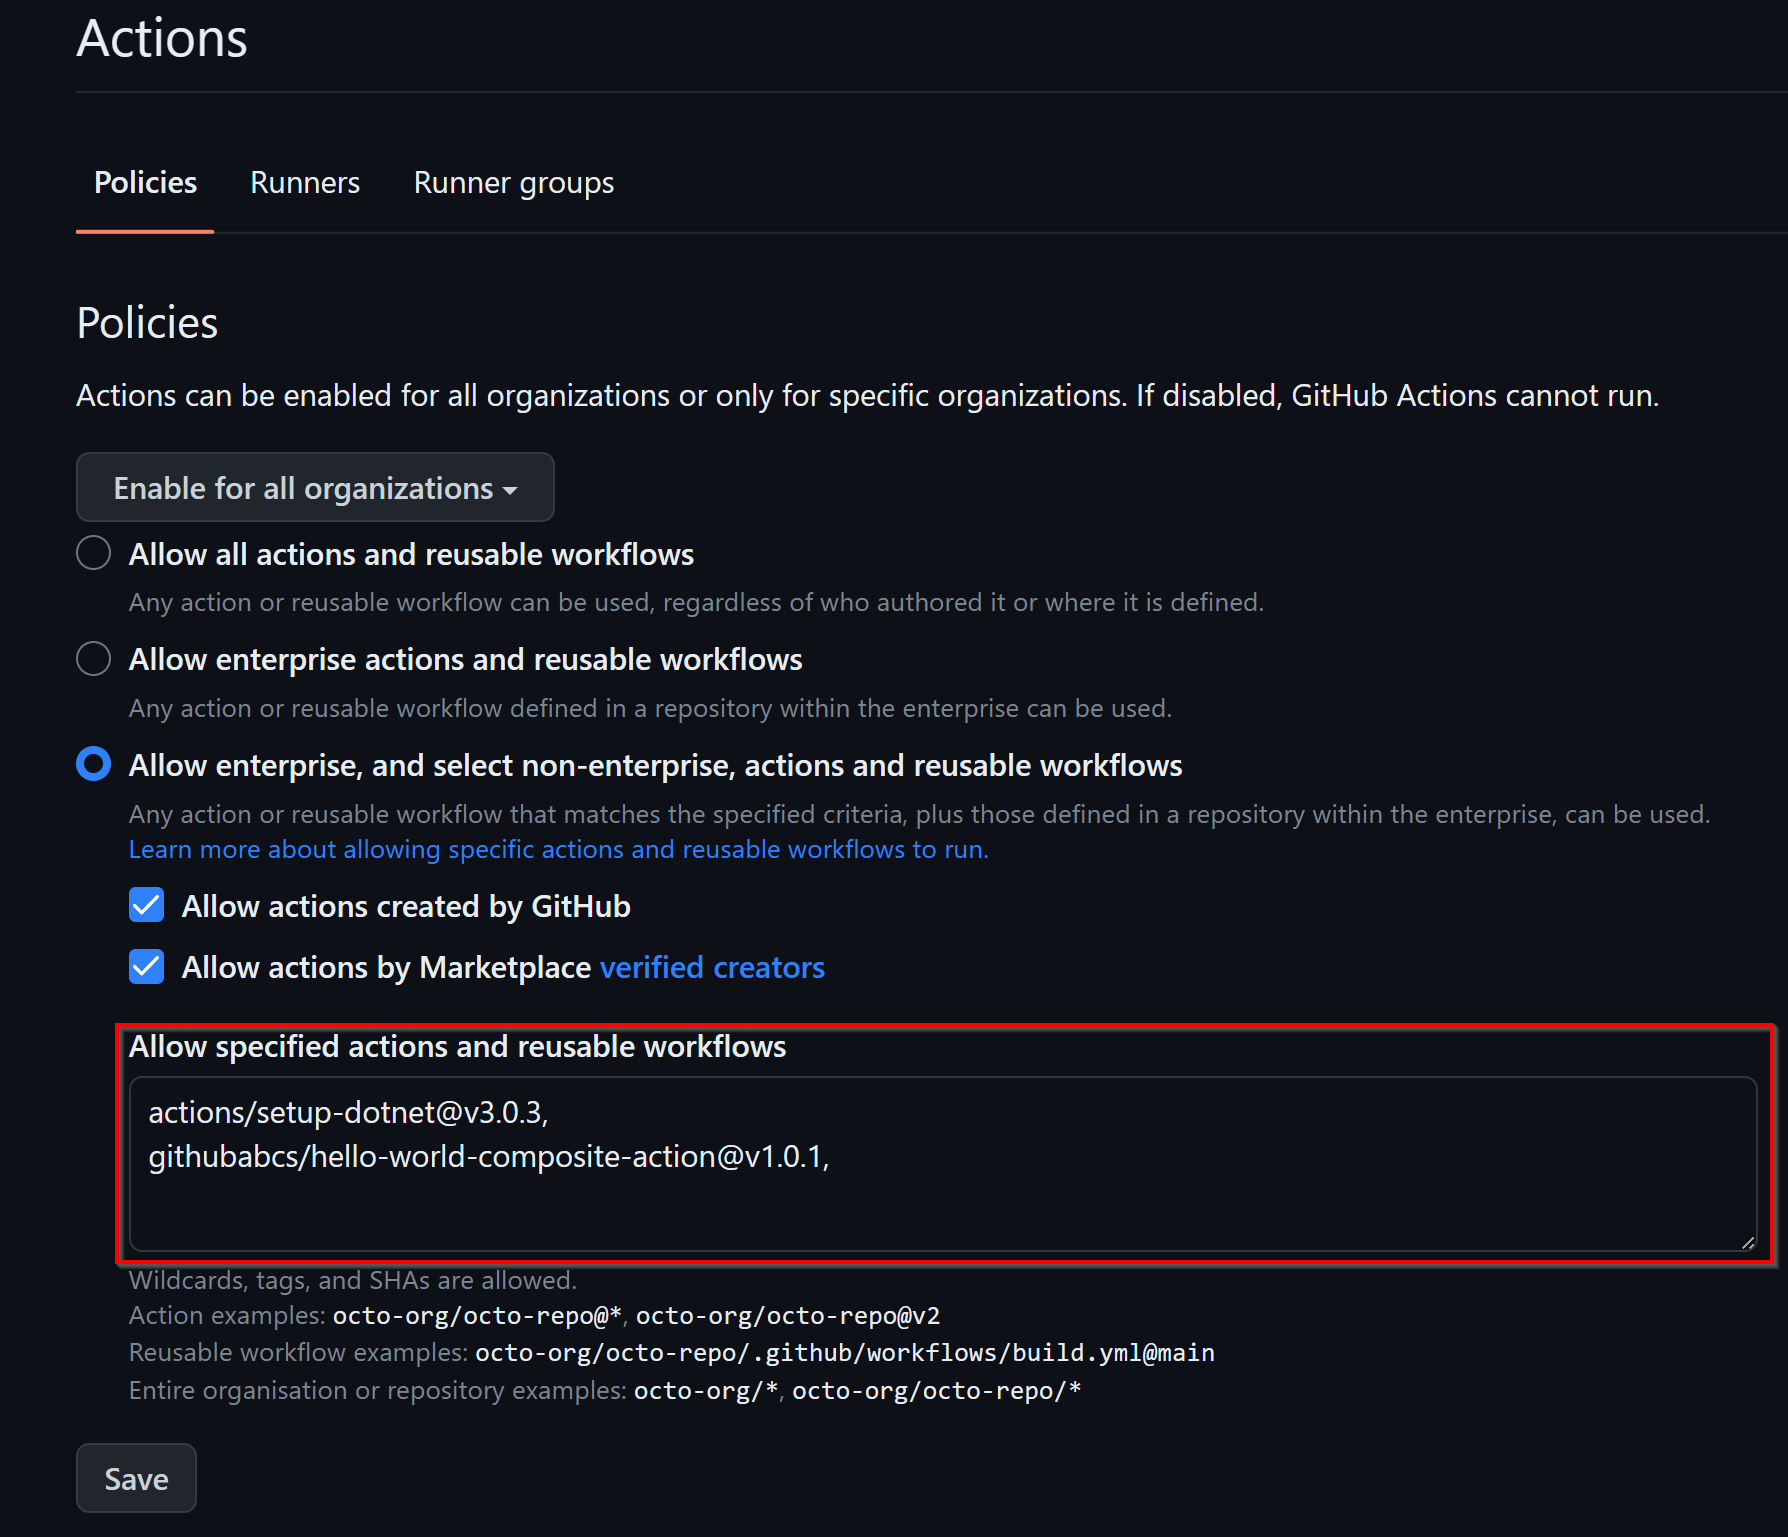 Actions
Policies Runners Runner groups
Policies
Actions can be enabled for all organizations or only for specific organizations. If disabled, GitHub Actions cannot run.
Enable for all organizations
Allow all actions and reusable workflows
Any action or reusable workflow can be used, regardless of who authored it or where it is defined.
Allow enterprise actions and reusable workflows
Any action or reusable workflow defined in a repository within the enterprise can be used.
Allow enterprise, and select non-enterprise, actions and reusable workflows
Any action or reusable workflow that matches the specified criteria, plus those defined in a repository within the enterprise, can be used.
Learn more about allowing specific actions and reusable workflows to run.
Allow actions created by GitHub
Allow actions by Marketplace verified creators
Allow specified actions and reusable workflows
actions/setup-dotnet@v3.0.3,
githubabcs/hello-world-composite-action@v1.0.1,
Wildcards, tags, and SHAs are allowed.
Action examples: octo-org/octo-repo@*, octo-org/octo-repo@v2
Reusable workflow examples: octo-org/octo-repo/.github/workflows/build.yml@main
Entire organisation or repository examples: octo-org/*, octo-org/octo-repo/*
Save